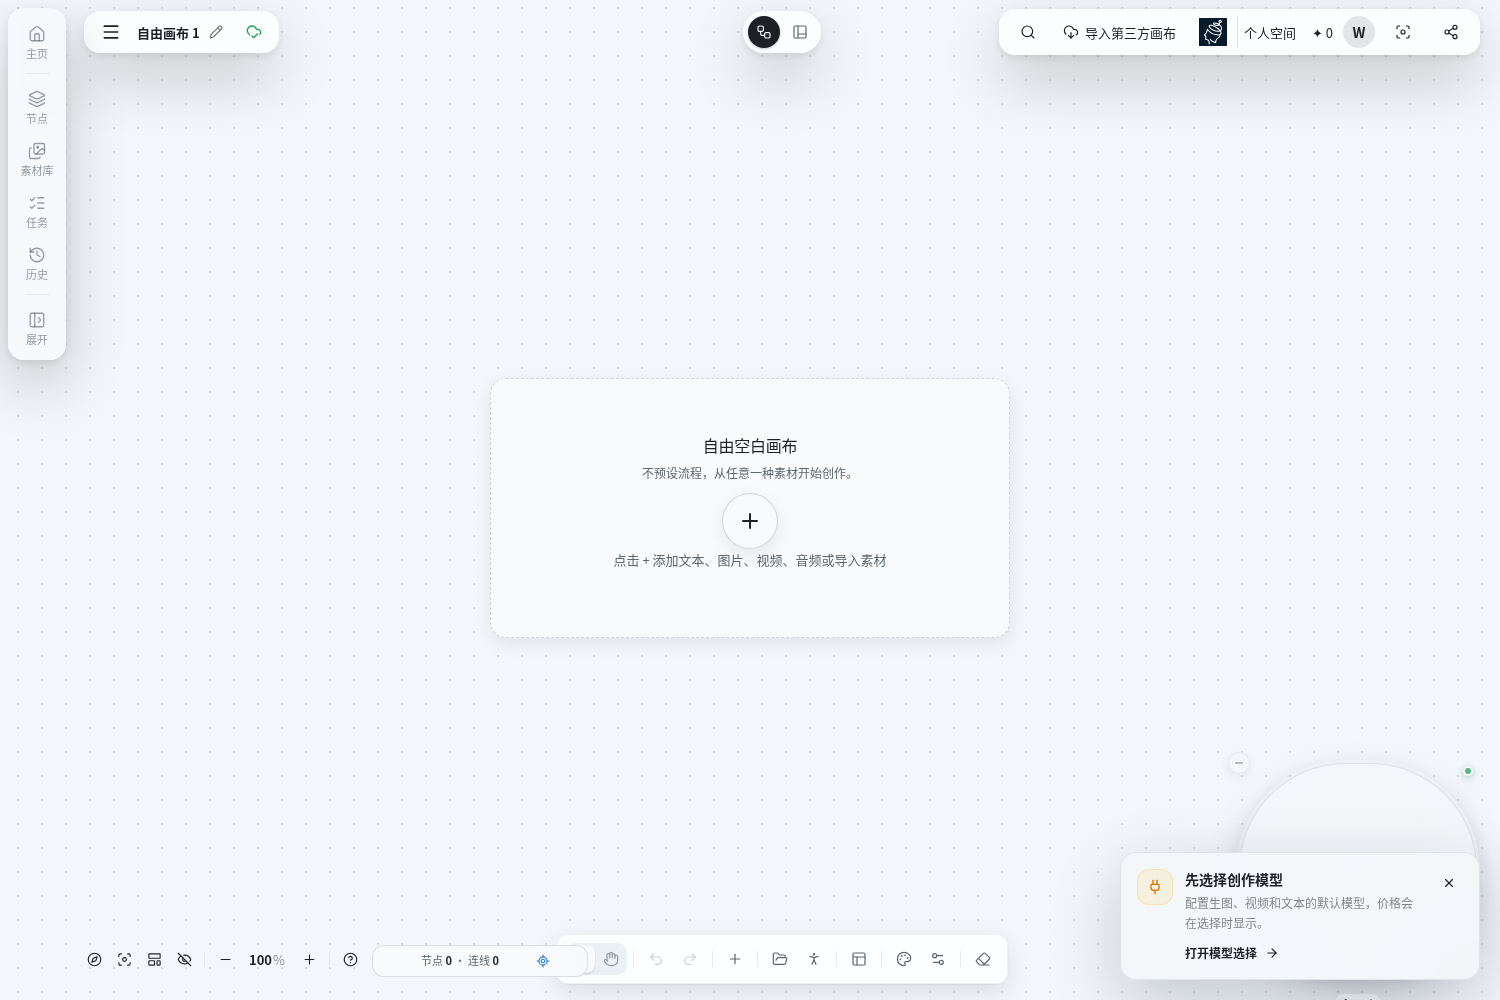 自由画布 1
导入第三方画布
个人空间
0
W
主页
节点
素材库
任务
历史
展开
自由空白画布
不预设流程，从任意一种素材开始创作。
点击 + 添加文本、图片、视频、音频或导入素材
先选择创作模型
配置生图、视频和文本的默认模型，价格会
在选择时显示。
打开模型选择
100%
节点 0 · 连线 0